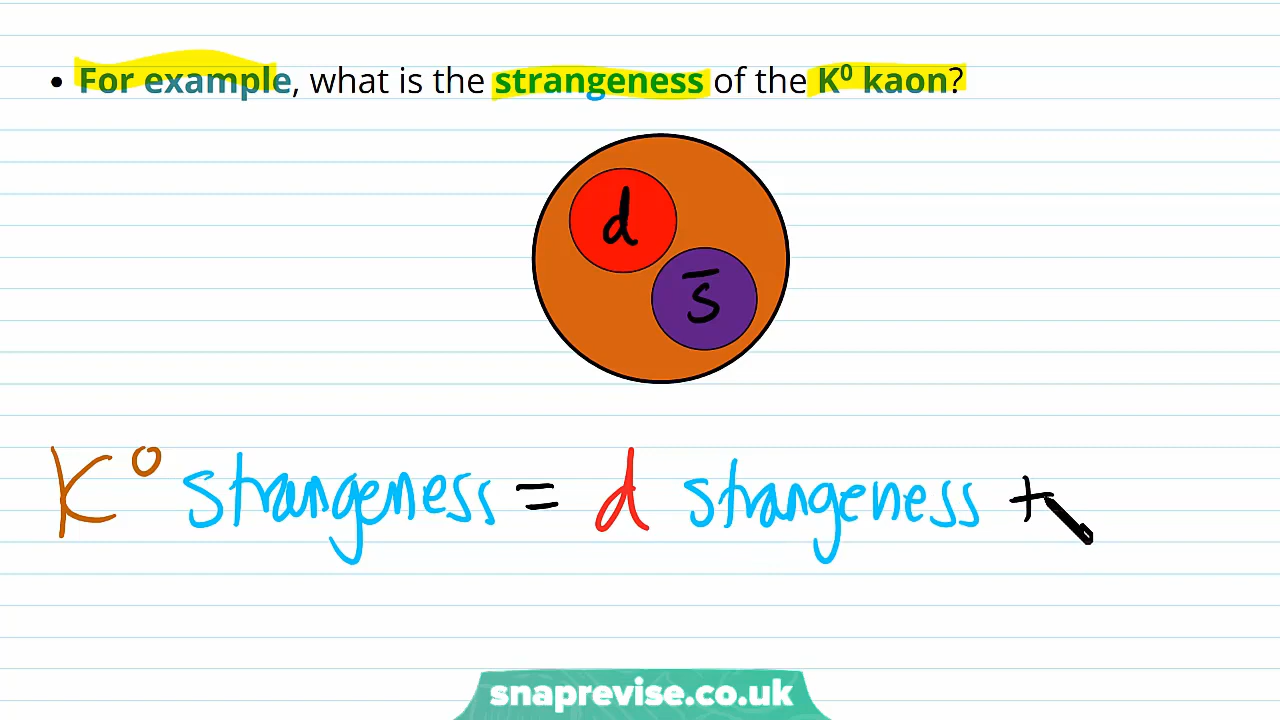 • For example, what is the strangeness of the K⁰ kaon?
d
s̅
K⁰ strangeness = d strangeness +
snaprevise.co.uk